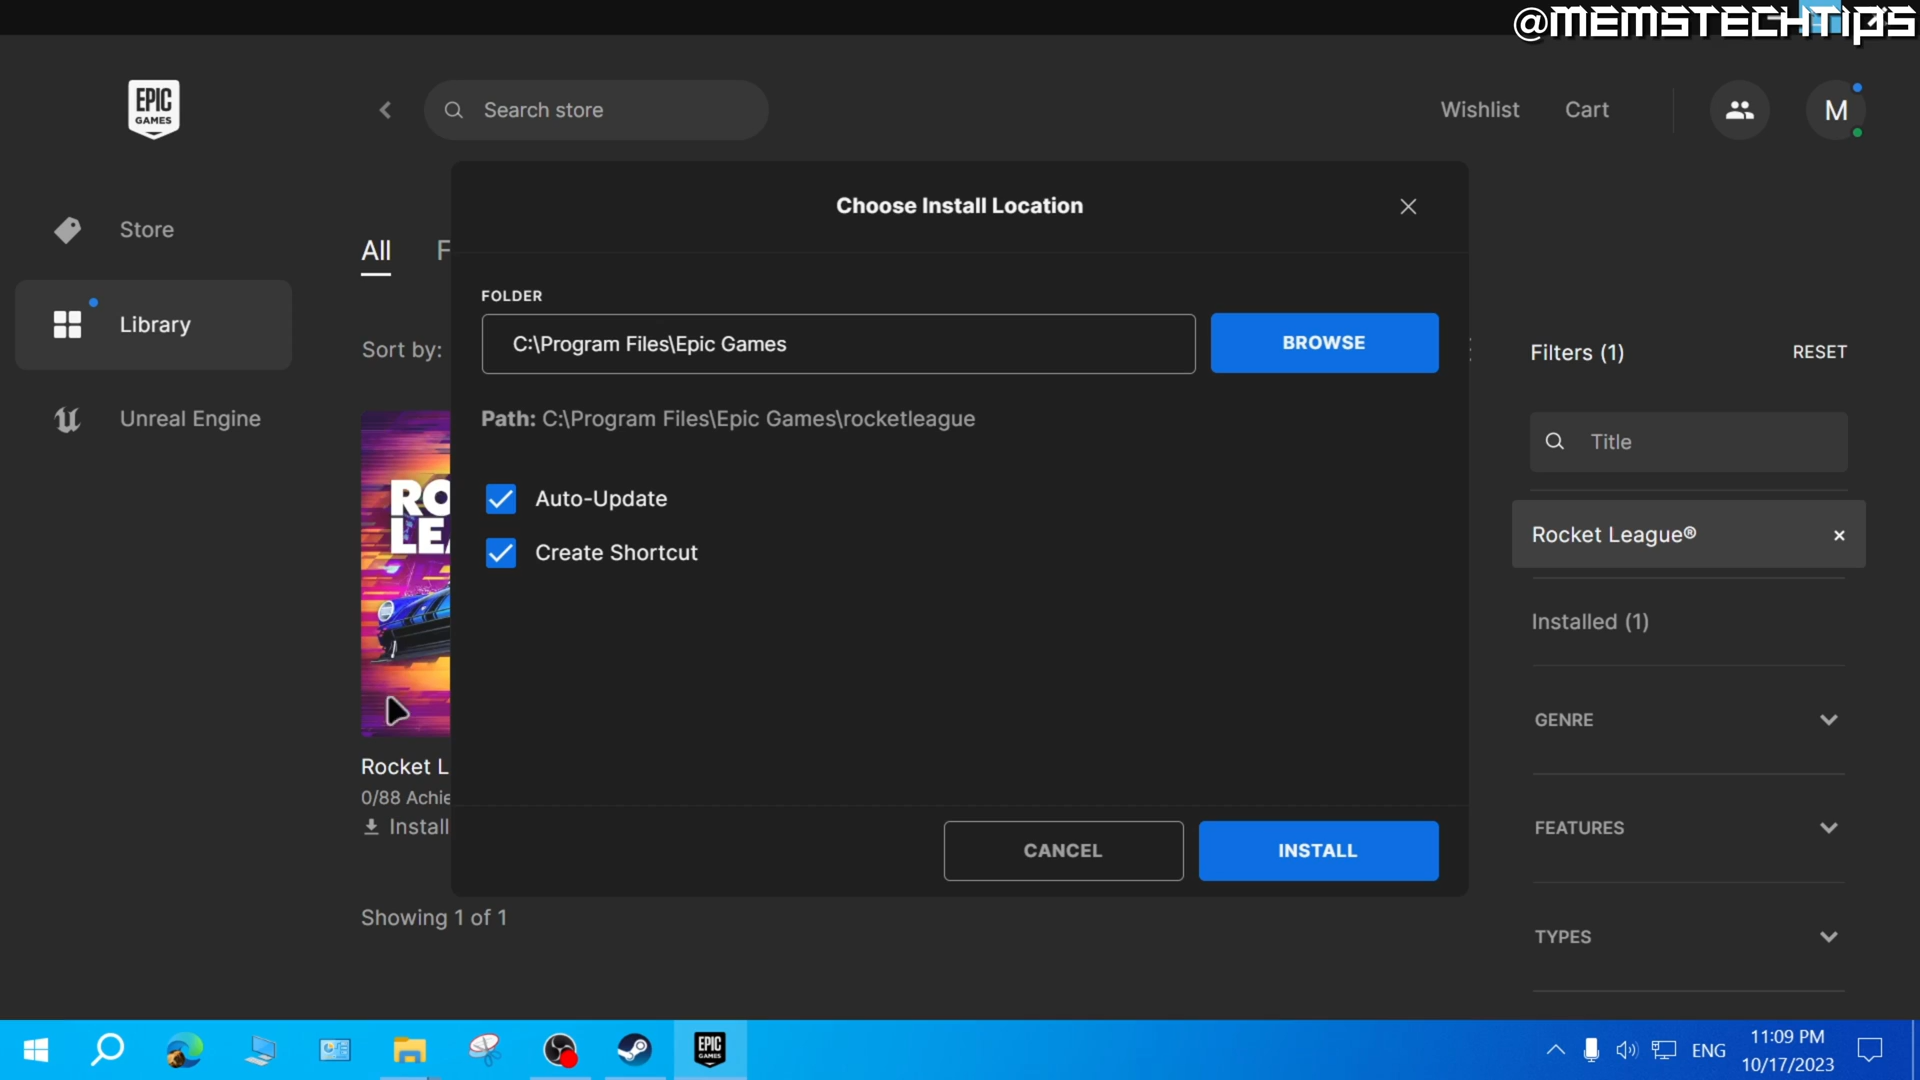 @MEMSTECHTIPS
EPIC
GAMES
Search store
Wishlist
Cart
M
Store
Library
Unreal Engine
All
F
Sort by:
Choose Install Location
FOLDER
C:\Program Files\Epic Games
BROWSE
Path: C:\Program Files\Epic Games\rocketleague
Auto-Update
Create Shortcut
CANCEL
INSTALL
RO
LEA
Rocket L
0/88 Achie
Install
Showing 1 of 1
Filters (1)
RESET
Title
Rocket League®
Installed (1)
GENRE
FEATURES
TYPES
EPIC
GAMES
ENG
11:09 PM
10/17/2023